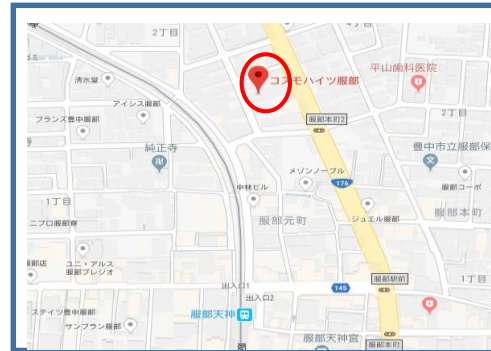 2丁目
4丁目
コスモハイツ服部
平山歯科医院
清水屋
アイシス服部
フランス豊中服部
服部本町2
2丁目
純正寺
豊中市立服部保
メゾンノーブル
中林ビル
176
服部コーポ
1丁目
服部元町
ジュエル服部
服部本町
ニプロ服部寮
服部店
ユニ・アルス
服部プレジオ
出入口1
145
服部駅前
1丁目
出入口2
ステイツ豊中服部
服部天神
サンプラン服部
服部天神宮
服部本町